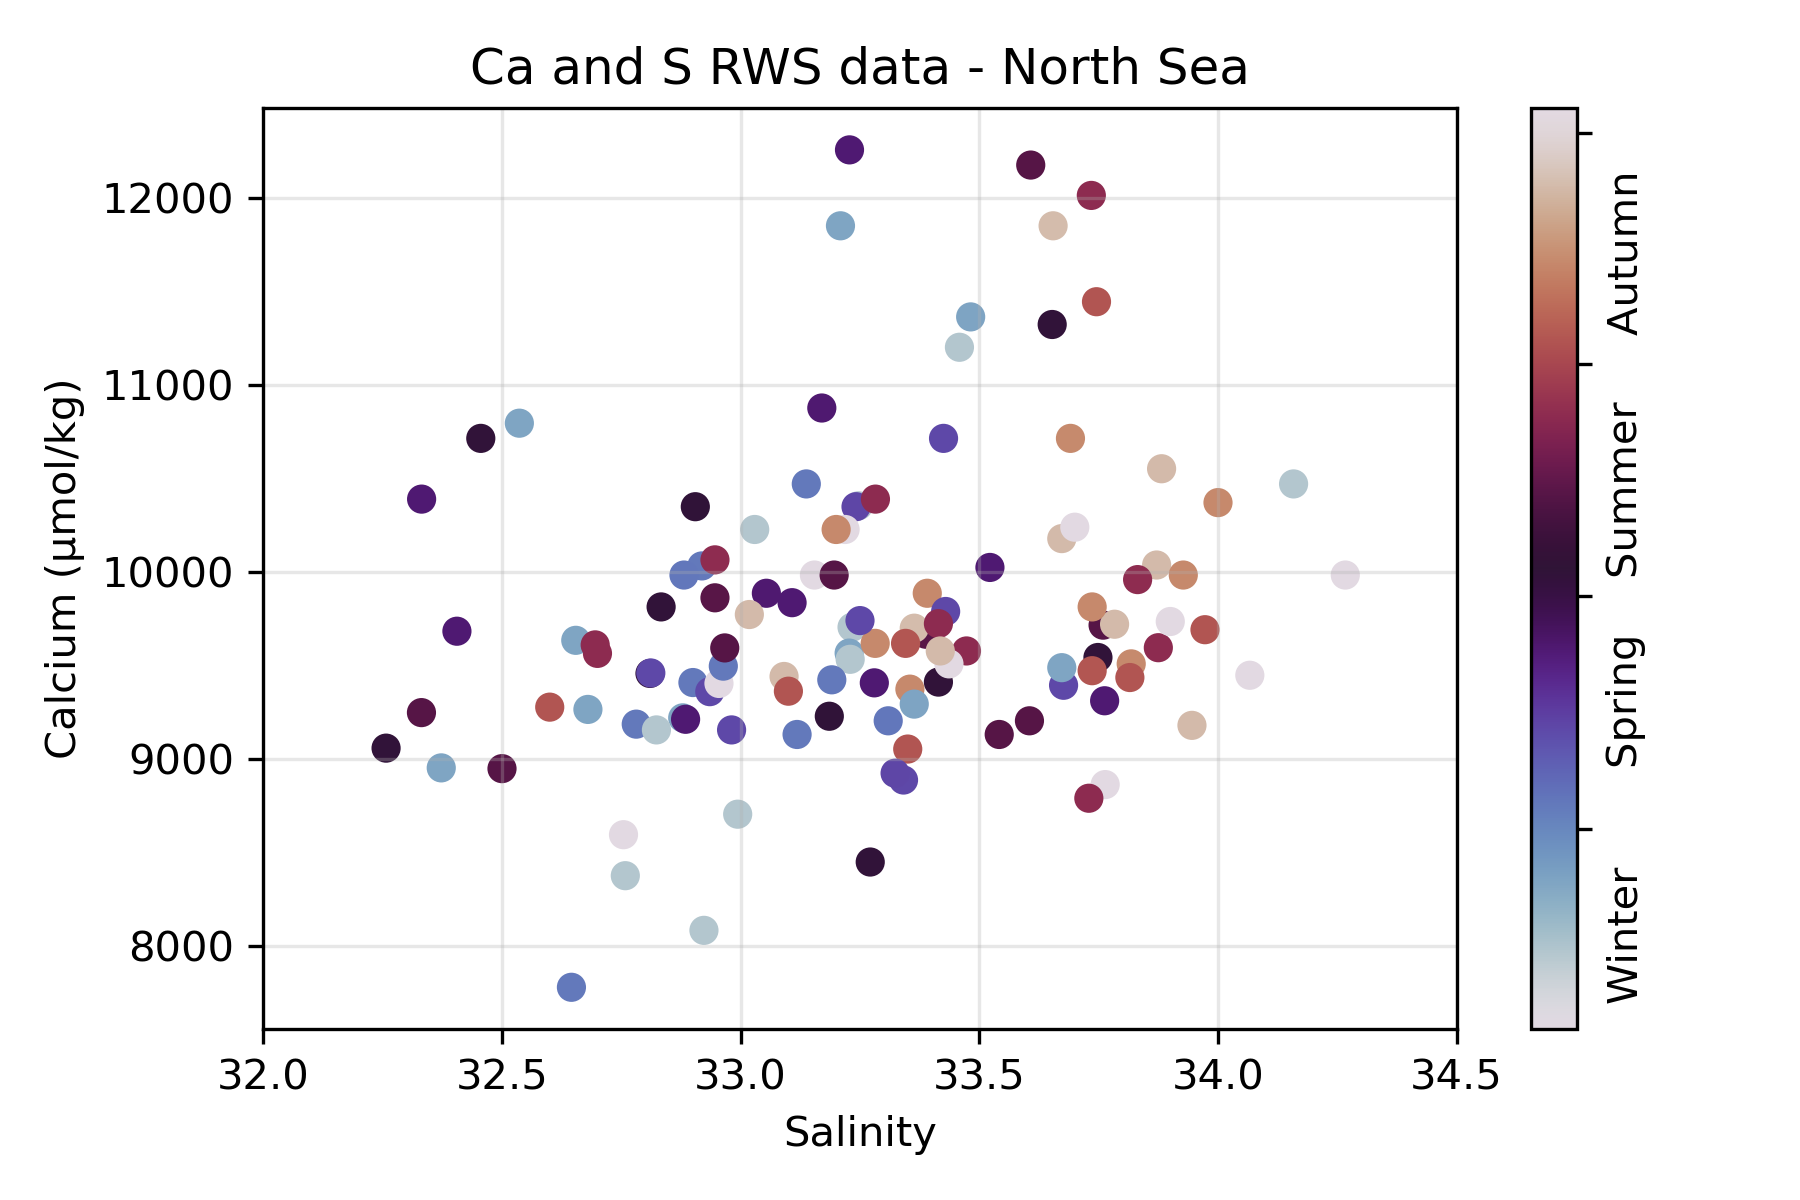 Ca and S RWS data - North Sea
12000
11000
10000
9000
8000
Calcium (μmol/kg)
32.0 32.5 33.0 33.5 34.0 34.5
Salinity
Autumn
Summer
Spring
Winter